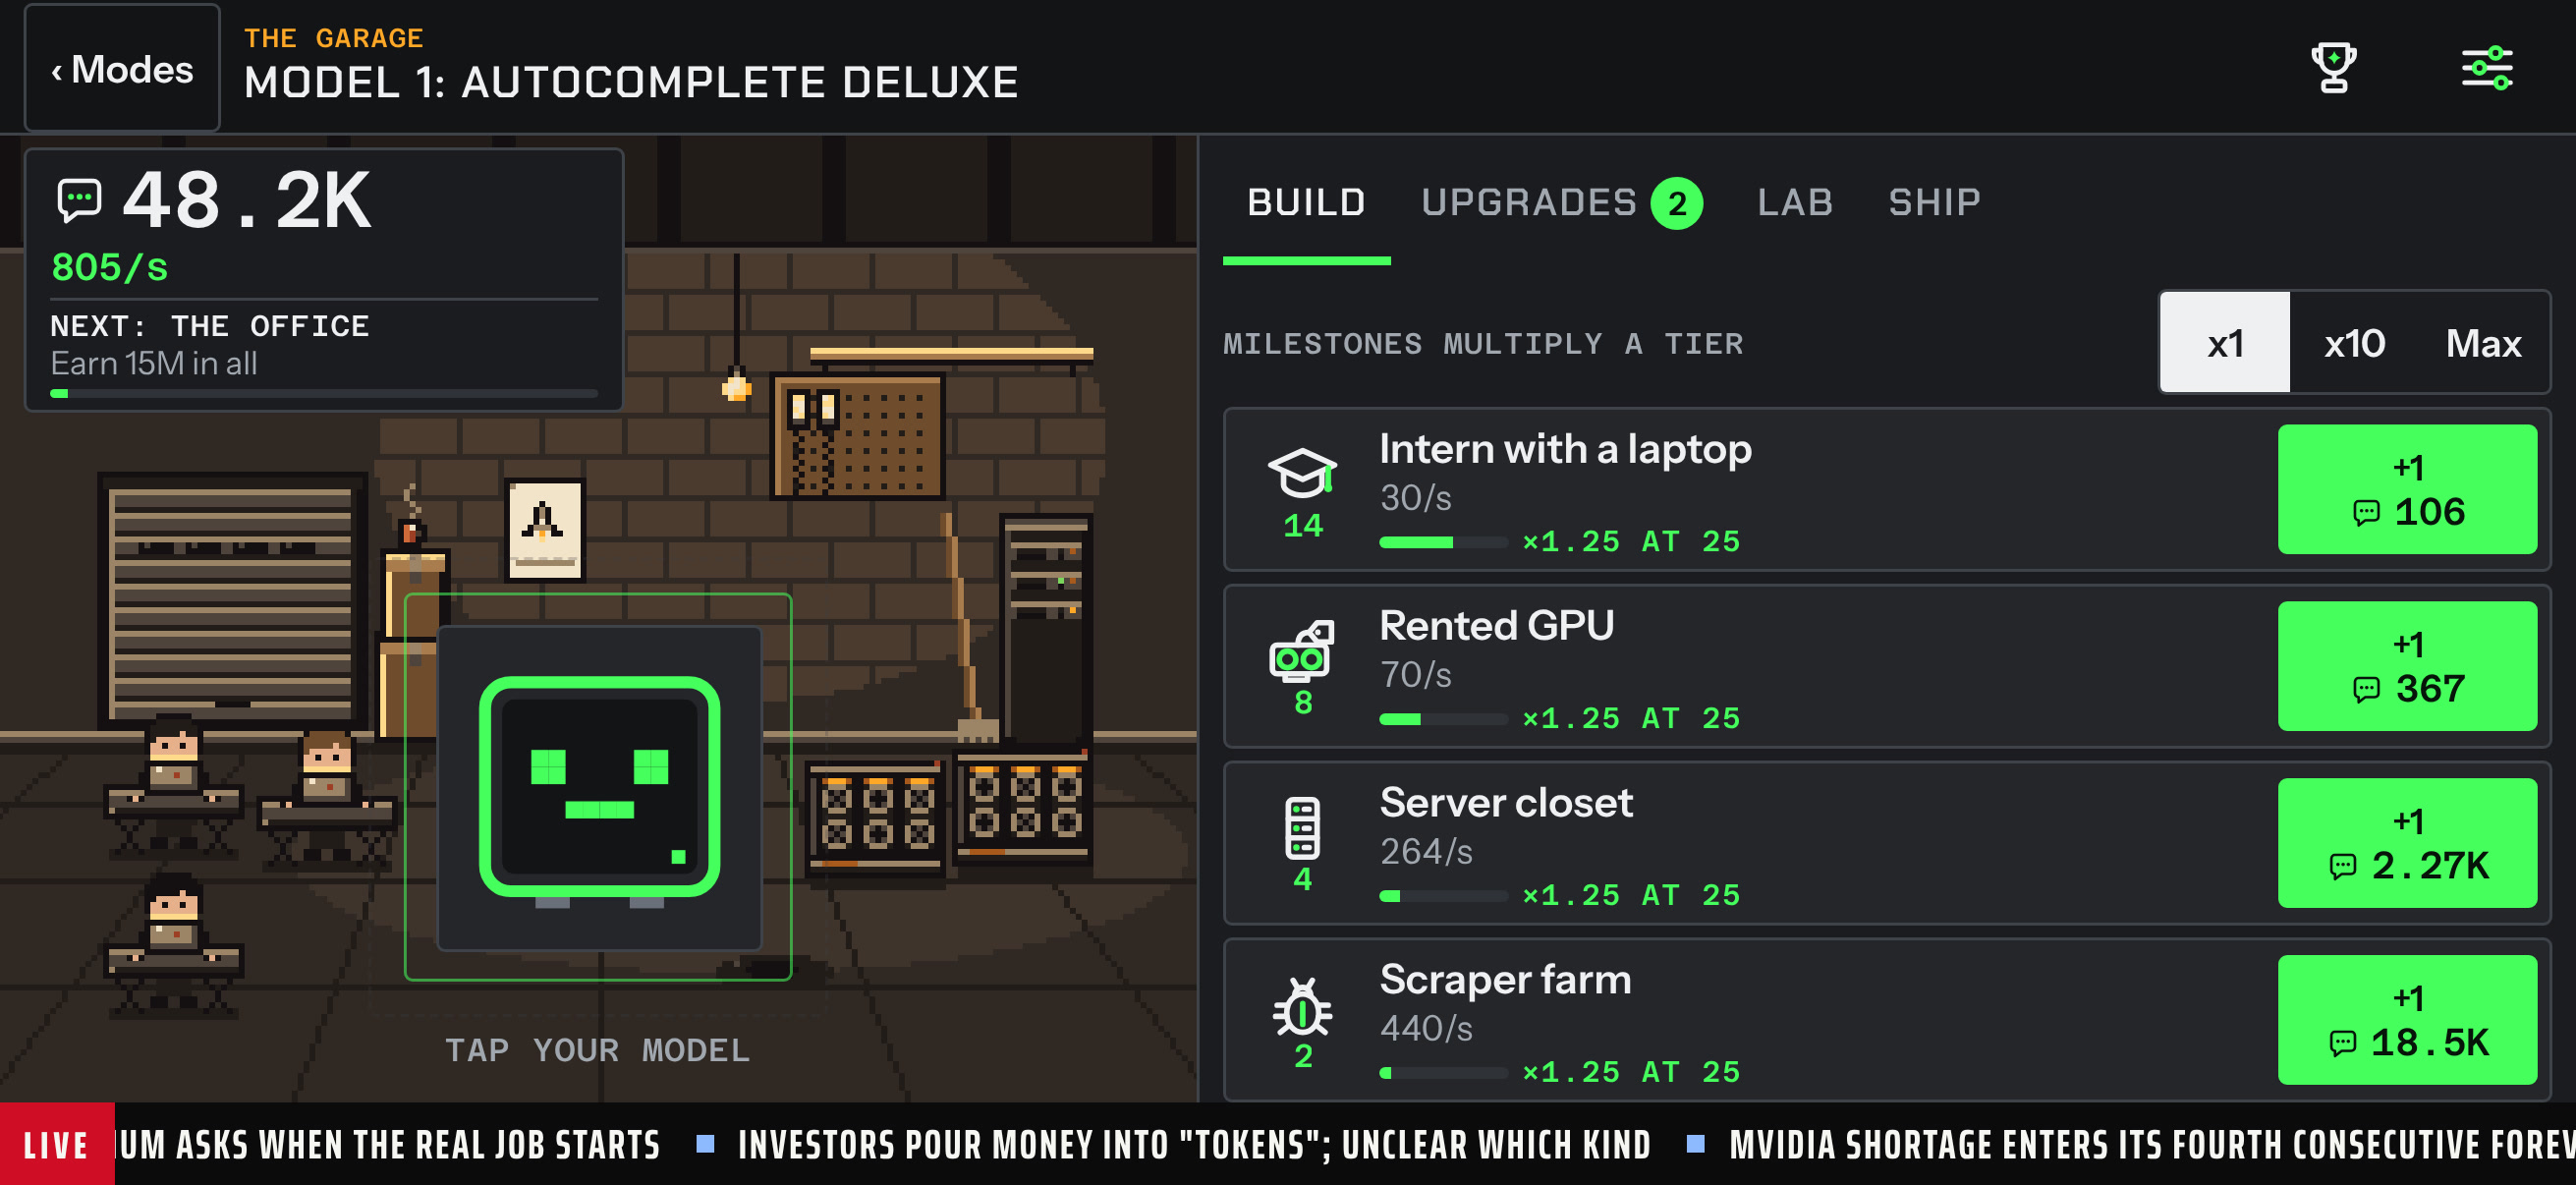 ‹ Modes
THE GARAGE
MODEL 1: AUTOCOMPLETE DELUXE
48.2K
805/s
NEXT: THE OFFICE
Earn 15M in all
TAP YOUR MODEL
BUILD
UPGRADES 2
LAB
SHIP
MILESTONES MULTIPLY A TIER
x1
x10
Max
Intern with a laptop
30/s
14
×1.25 AT 25
+1
106
Rented GPU
70/s
8
×1.25 AT 25
+1
367
Server closet
264/s
4
×1.25 AT 25
+1
2.27K
Scraper farm
440/s
2
×1.25 AT 25
+1
18.5K
LIVE
UM ASKS WHEN THE REAL JOB STARTS
INVESTORS POUR MONEY INTO "TOKENS"; UNCLEAR WHICH KIND
MVIDIA SHORTAGE ENTERS ITS FOURTH CONSECUTIVE FOREV